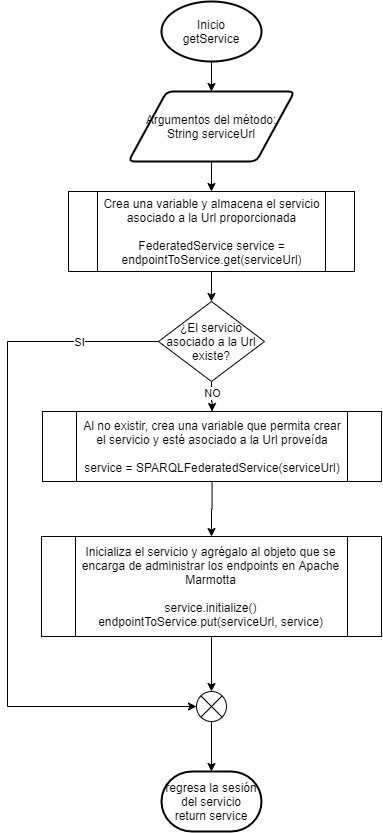 Inicio
getService
Argumentos del método:
String serviceUrl
Crea una variable y almacena el servicio
asociado a la Url proporcionada
FederatedService service =
endpointToService.get(serviceUrl)
¿El servicio
asociado a la Url
existe?
SI
NO
Al no existir, crea una variable que permita crear
el servicio y esté asociado a la Url proveída
service = SPARQLFederatedService(serviceUrl)
Inicializa el servicio y agrégalo al objeto que se
encarga de administrar los endpoints en Apache
Marmotta
service.initialize()
endpointToService.put(serviceUrl, service)
regresa la sesión
del servicio
return service